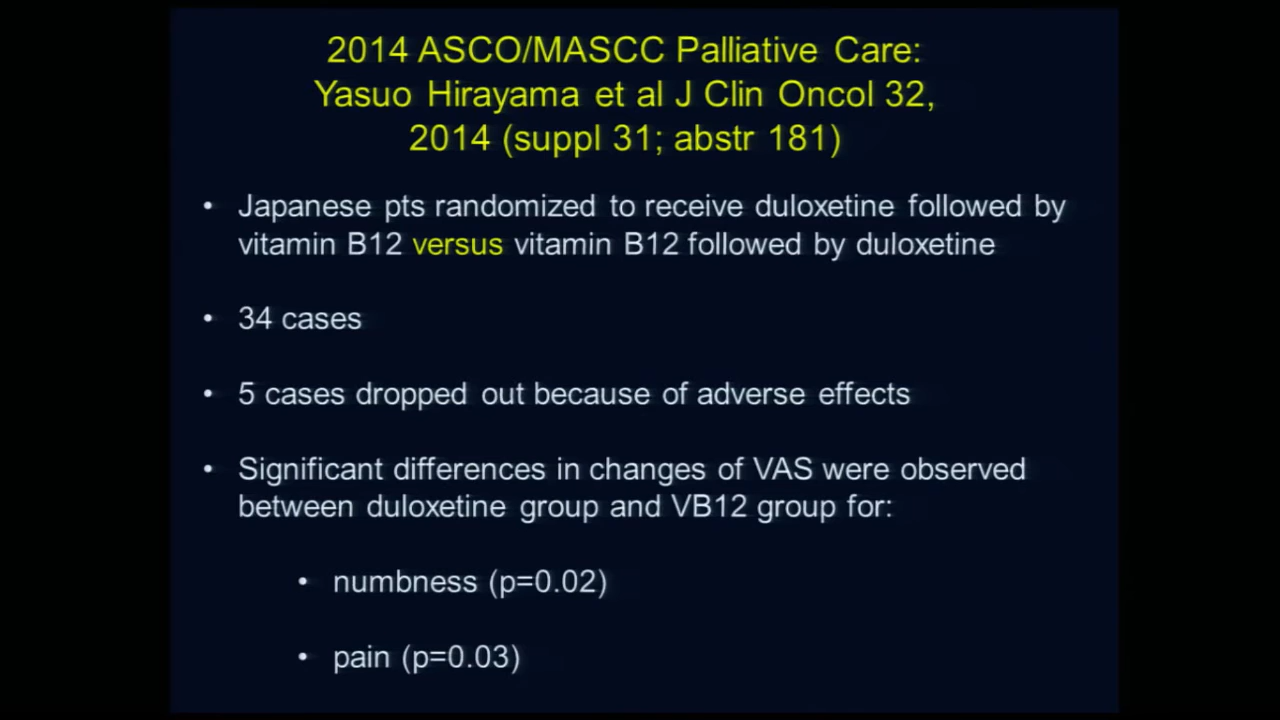 2014 ASCO/MASCC Palliative Care:
Yasuo Hirayama et al J Clin Oncol 32,
2014 (suppl 31; abstr 181)
• Japanese pts randomized to receive duloxetine followed by
vitamin B12 versus vitamin B12 followed by duloxetine
• 34 cases
• 5 cases dropped out because of adverse effects
• Significant differences in changes of VAS were observed
between duloxetine group and VB12 group for:
• numbness (p=0.02)
• pain (p=0.03)